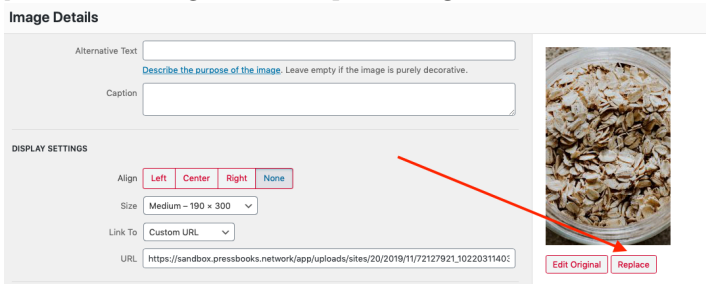 Image Details
Alternative Text
Describe the purpose of the image. Leave empty if the image is purely decorative.
Caption
DISPLAY SETTINGS
Align Left Center Right None
Size Medium – 190 × 300
Link To Custom URL
URL https://sandbox.pressbooks.network/app/uploads/sites/20/2019/11/72127921_10220311403
Edit Original Replace